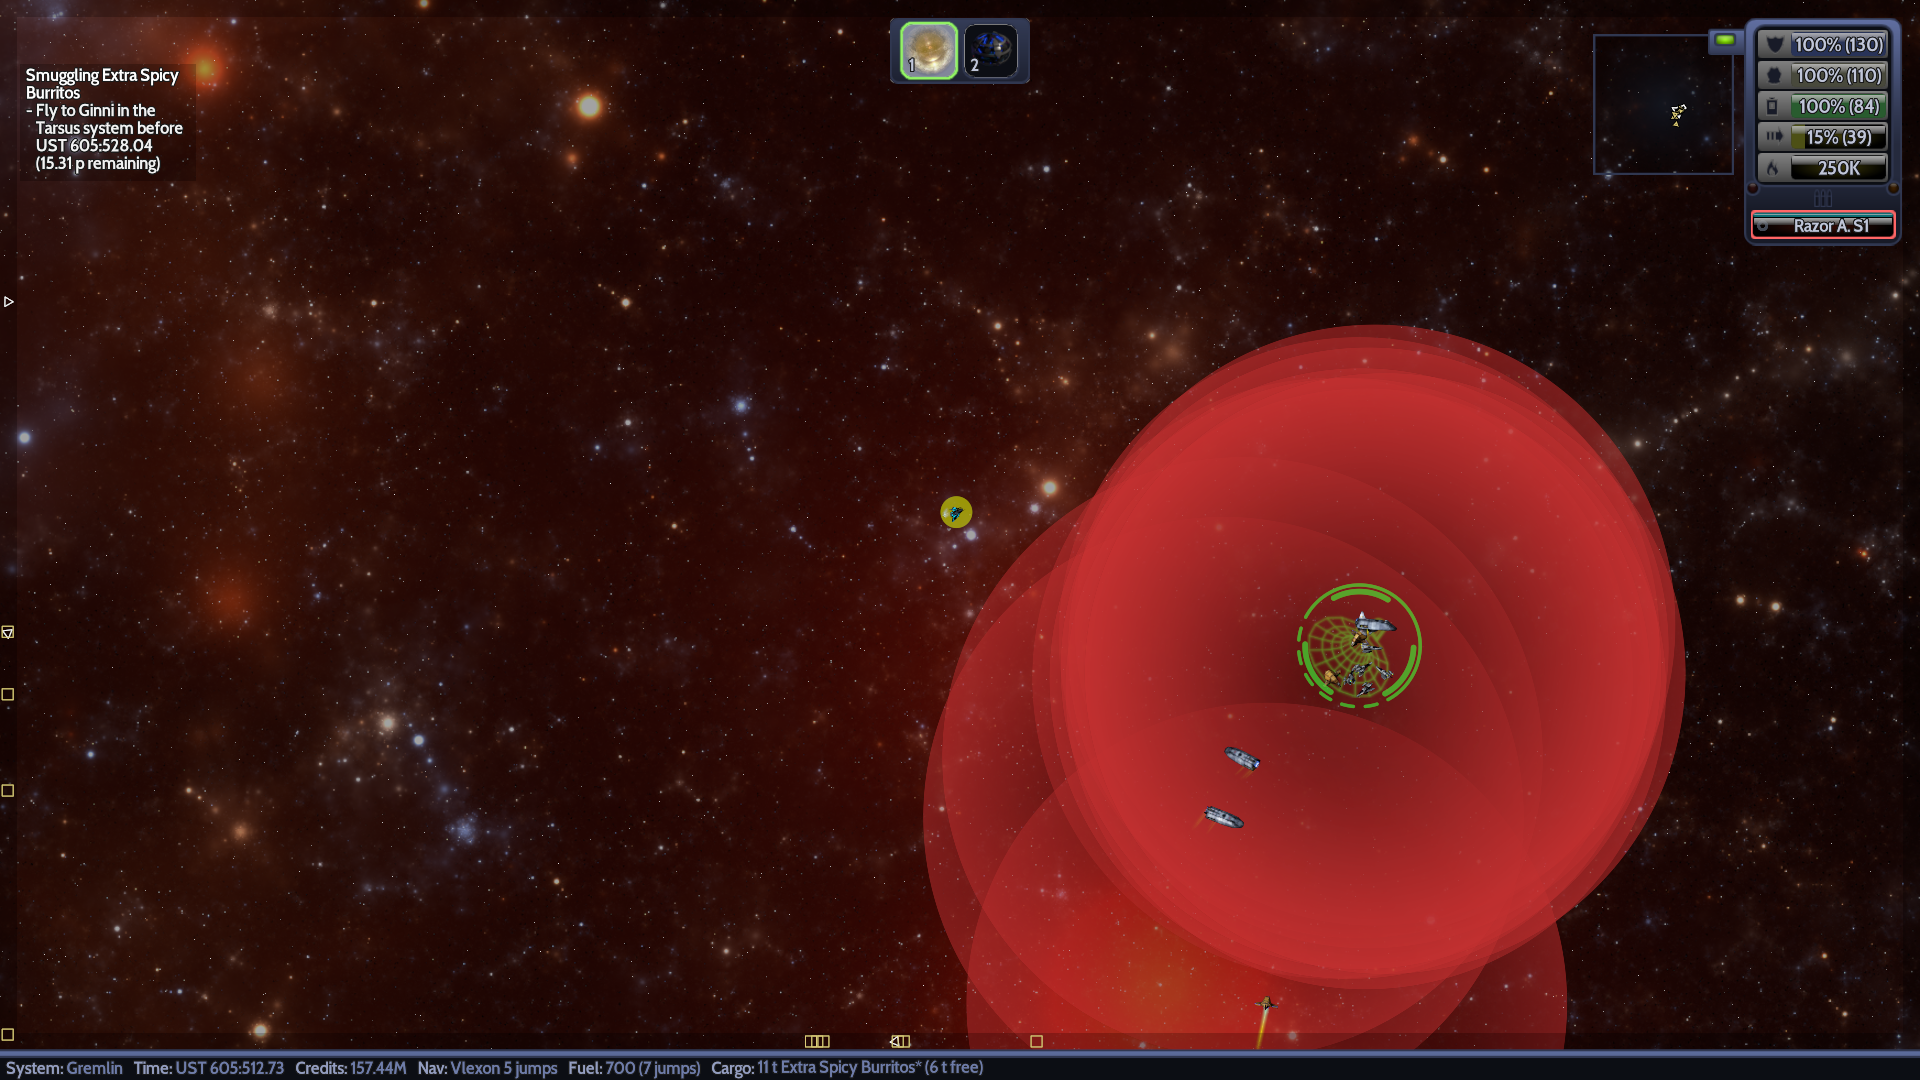 Smuggling Extra Spicy
Burritos
- Fly to Ginni in the
Tarsus system before
UST 605:528.04
(15.31 p remaining)
1
2
100% (130)
100% (110)
100% (84)
15% (39)
250K
Razor A. S1
System: Gremlin Time: UST 605:512.73 Credits: 157.44M Nav: Vlexon 5 jumps Fuel: 700 (7 jumps) Cargo: 11 t Extra Spicy Burritos* (6 t free)